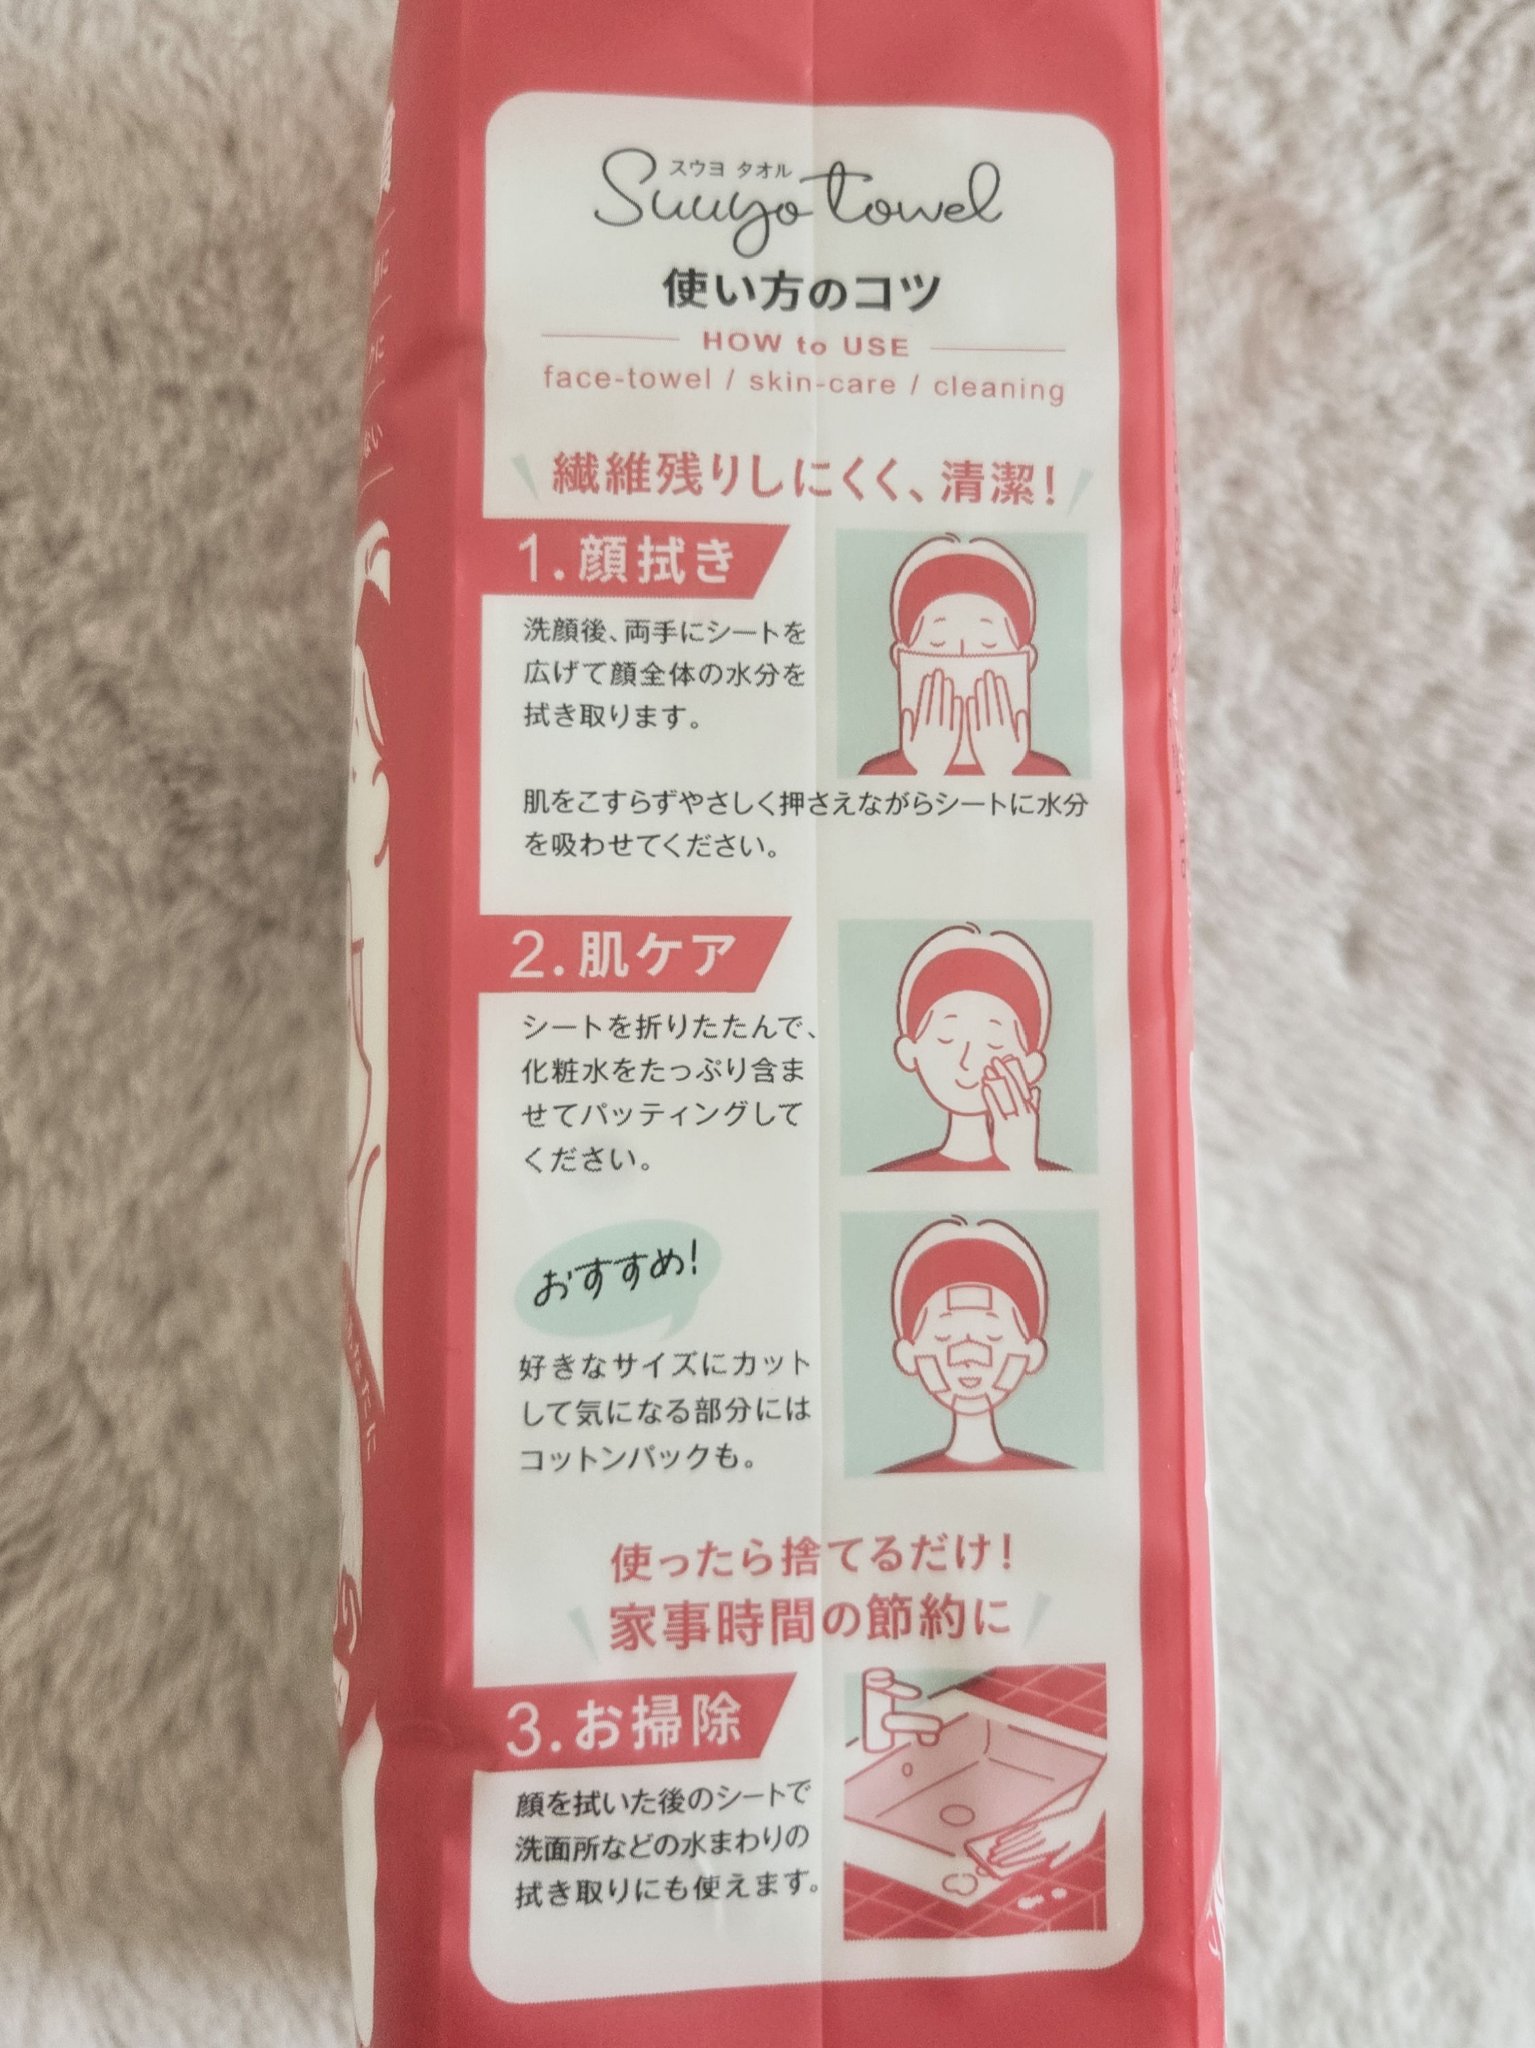 スウヨ タオル
Suuyo towel
使い方のコツ
HOW to USE
face-towel / skin-care / cleaning
繊維残りしにくく、清潔!
1.顔拭き
洗顔後、両手にシートを
広げて顔全体の水分を
拭き取ります。
肌をこすらずやさしく押さえながらシートに水分
を吸わせてください。
2.肌ケア
シートを折りたたんで、
化粧水をたっぷり含ま
せてパッティングして
ください。
おすすめ!
好きなサイズにカット
して気になる部分には
コットンパックも。
使ったら捨てるだけ!
家事時間の節約に
3.お掃除
顔を拭いた後のシートで
洗面所などの水まわりの
拭き取りにも使えます。